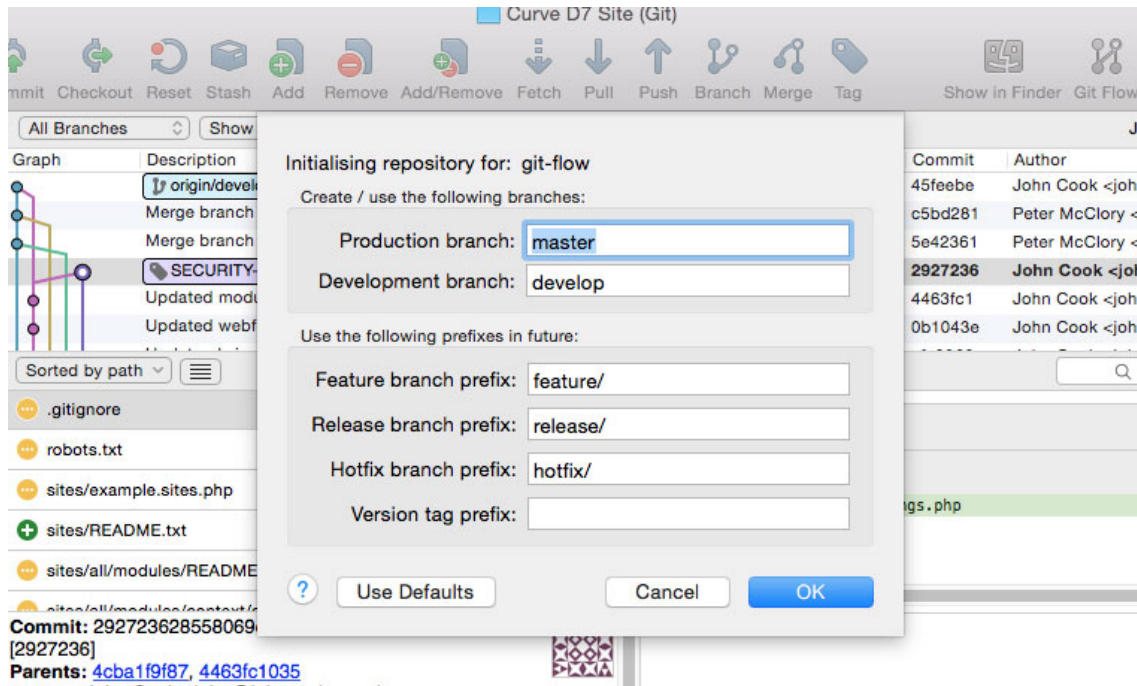 Curve D7 Site (Git)
Checkout Reset Stash Add Remove Add/Remove Fetch Pull Push Branch Merge Tag Show in Finder Git Flow
All Branches Show
Graph Description Commit Author
origin/develo 45feebe John Cook <joh
Merge branch c5bd281 Peter McClory <
Merge branch 5e42361 Peter McClory <
SECURITY- 2927236 John Cook <joh
Updated modu 4463fc1 John Cook <joh
Updated webf 0b1043e John Cook <joh
Sorted by path
.gitignore
robots.txt
sites/example.sites.php
sites/README.txt
sites/all/modules/README
Commit: 292723628558069
[2927236]
Parents: 4cba1f9f87, 4463fc1035
Initialising repository for: git-flow
Create / use the following branches:
Production branch: master
Development branch: develop
Use the following prefixes in future:
Feature branch prefix: feature/
Release branch prefix: release/
Hotfix branch prefix: hotfix/
Version tag prefix:
? Use Defaults Cancel OK
ngs.php